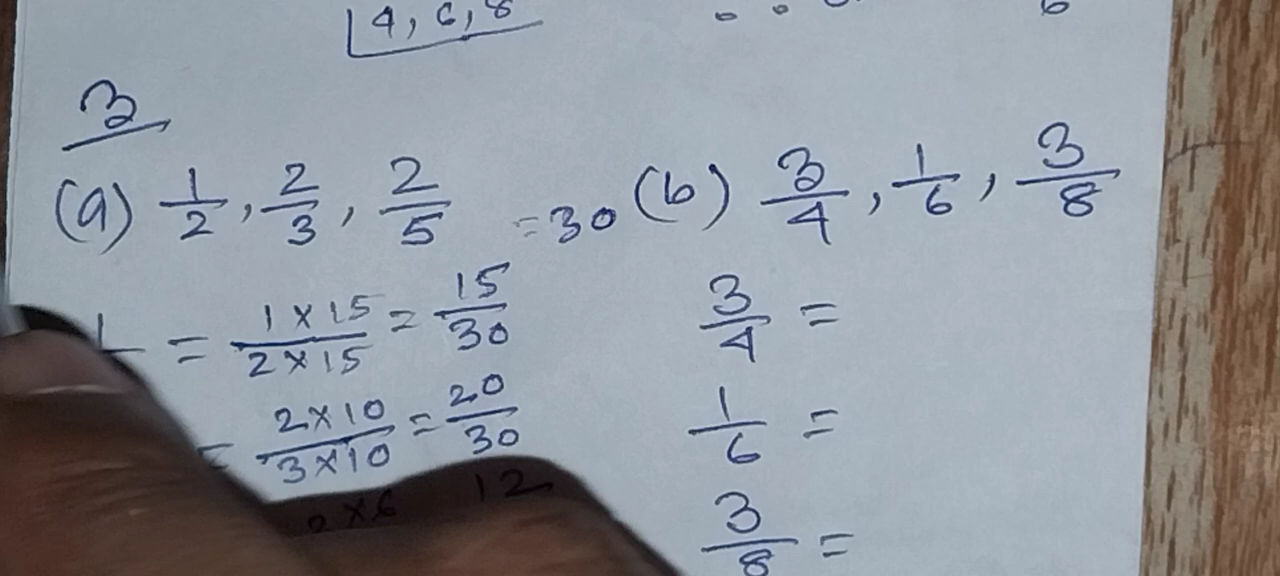 4, 6, 8
3
(a) 1/2, 2/3, 2/5 = 30 (b) 3/4, 1/6, 3/8
= 1 × 15 / 2 × 15 = 15/30
3/4 =
= 2 × 10 / 3 × 10 = 20/30
1/6 =
× 6 12
3/8 =